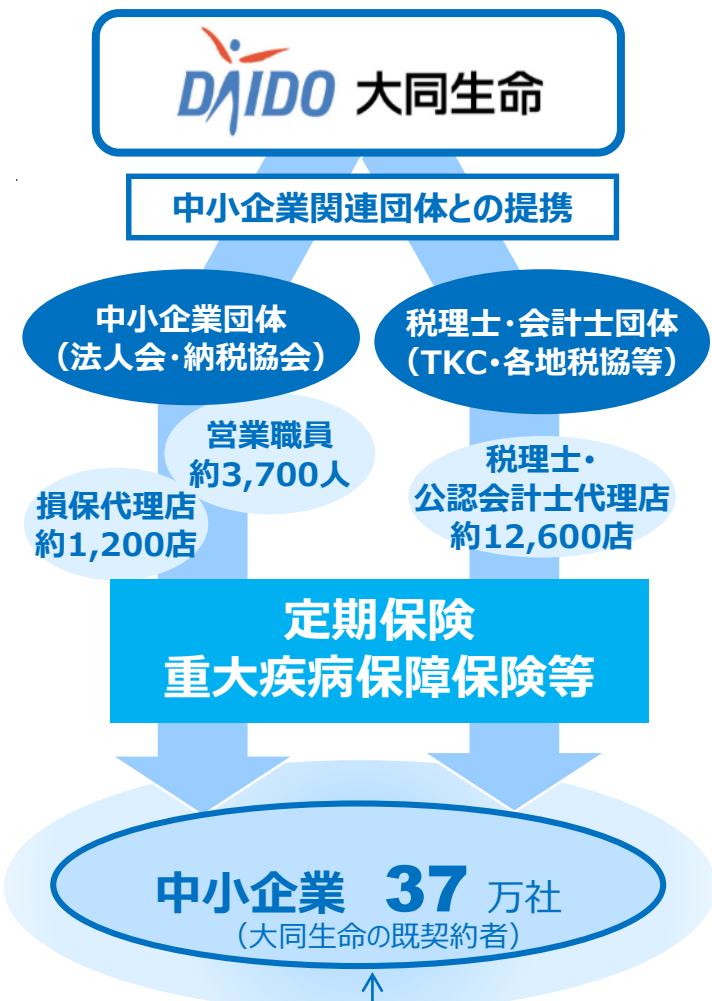 DAIDO 大同生命
中小企業関連団体との提携
中小企業団体
（法人会・納税協会）
税理士・会計士団体
（TKC・各地税協等）
営業職員
約3,700人
損保代理店
約1,200店
税理士・
公認会計士代理店
約12,600店
定期保険
重大疾病保障保険等
中小企業 37 万社
（大同生命の既契約者）